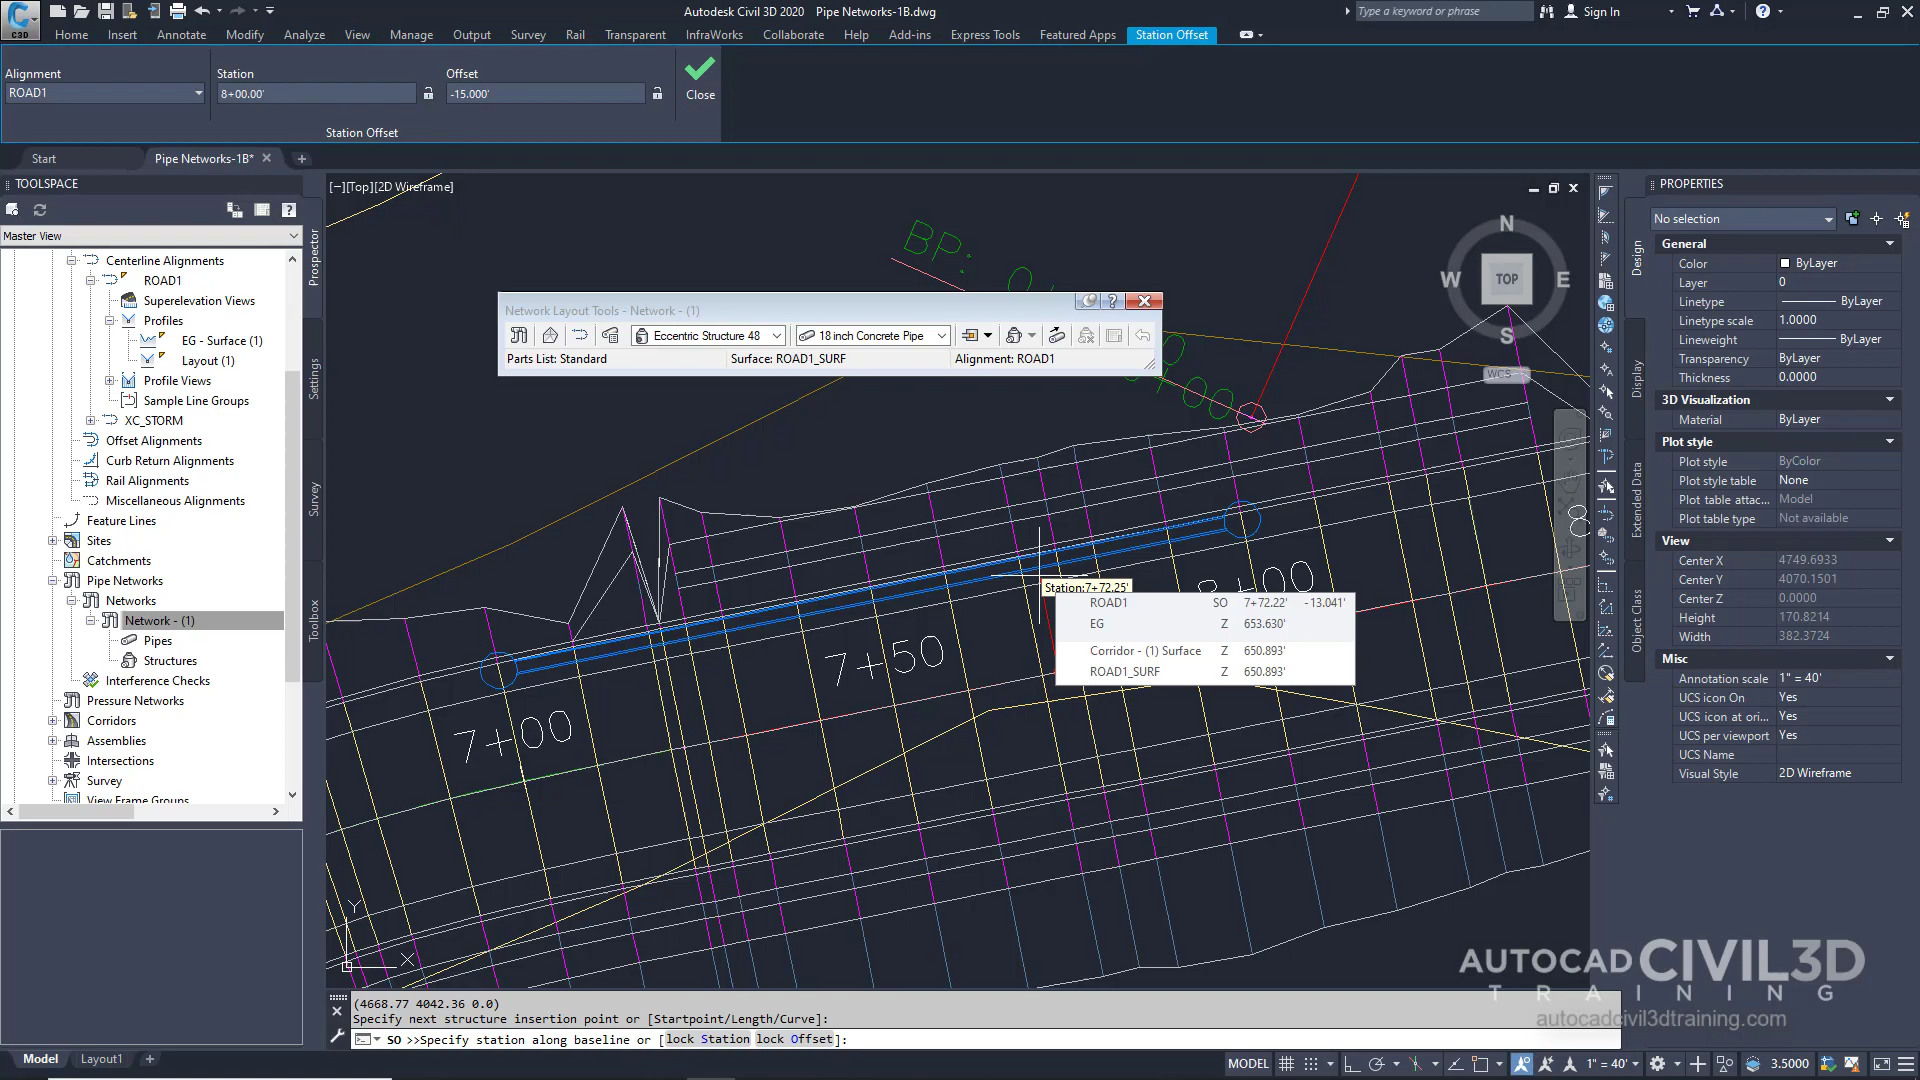 Autodesk Civil 3D 2020 Pipe Networks-1B.dwg
Type a keyword or phrase
Sign In
C3D
Home Insert Annotate Modify Analyze View Manage Output Survey Rail Transparent InfraWorks Collaborate Help Add-ins Express Tools Featured Apps Station Offset
Alignment Station Offset
ROAD1 8+00.00' -15.000' Close
Station Offset
Start Pipe Networks-1B*
TOOLSPACE
Master View
Centerline Alignments
ROAD1
Superelevation Views
Profiles
EG - Surface (1)
Layout (1)
Profile Views
Sample Line Groups
XC_STORM
Offset Alignments
Curb Return Alignments
Rail Alignments
Miscellaneous Alignments
Feature Lines
Sites
Catchments
Pipe Networks
Networks
Network - (1)
Pipes
Structures
Interference Checks
Pressure Networks
Corridors
Assemblies
Intersections
Survey
View Frame Groups
Prospector
Settings
Survey
Toolbox
[−][Top][2D Wireframe]
BP:
N
W TOP E
S
WCS
Network Layout Tools - Network - (1)
Eccentric Structure 48 18 inch Concrete Pipe
Parts List: Standard Surface: ROAD1_SURF Alignment: ROAD1
7+00
7+50
8+00
Station:7+72.25'
ROAD1 SO 7+72.22' -13.041'
EG Z 653.630'
Corridor - (1) Surface Z 650.893'
ROAD1_SURF Z 650.893'
Y
X
PROPERTIES
No selection
General
Color ByLayer
Layer 0
Linetype ByLayer
Linetype scale 1.0000
Lineweight ByLayer
Transparency ByLayer
Thickness 0.0000
3D Visualization
Material ByLayer
Plot style
Plot style ByColor
Plot style table None
Plot table attac... Model
Plot table type Not available
View
Center X 4749.6933
Center Y 4070.1501
Center Z 0.0000
Height 170.8214
Width 382.3724
Misc
Annotation scale 1" = 40'
UCS icon On Yes
UCS icon at ori... Yes
UCS per viewport Yes
UCS Name
Visual Style 2D Wireframe
Design
Display
Extended Data
Object Class
AUTOCAD CIVIL3D
TRAINING
autocadcivil3dtraining.com
(4668.77 4042.36 0.0)
Specify next structure insertion point or [Startpoint/Length/Curve]:
SO >>Specify station along baseline or [lock Station lock Offset]:
Model Layout1
MODEL 1" = 40' 3.5000